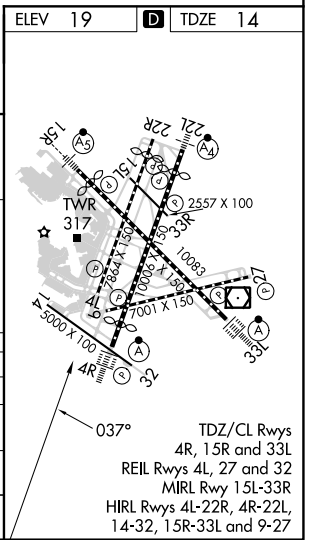 ELEV 19 D TDZE 14
15R
A5
P
22R
22L
A4
15L
P
P
P
2557 X 100
33R
TWR
317
7864 X 150
10006 X 150
10083
P
P
27
P
4L
9
7001 X 150
P
14
5000 X 100
A
A
33L
4R
P
32
037°
TDZ/CL Rwys
4R, 15R and 33L
REIL Rwys 4L, 27 and 32
MIRL Rwy 15L-33R
HIRL Rwys 4L-22R, 4R-22L,
14-32, 15R-33L and 9-27